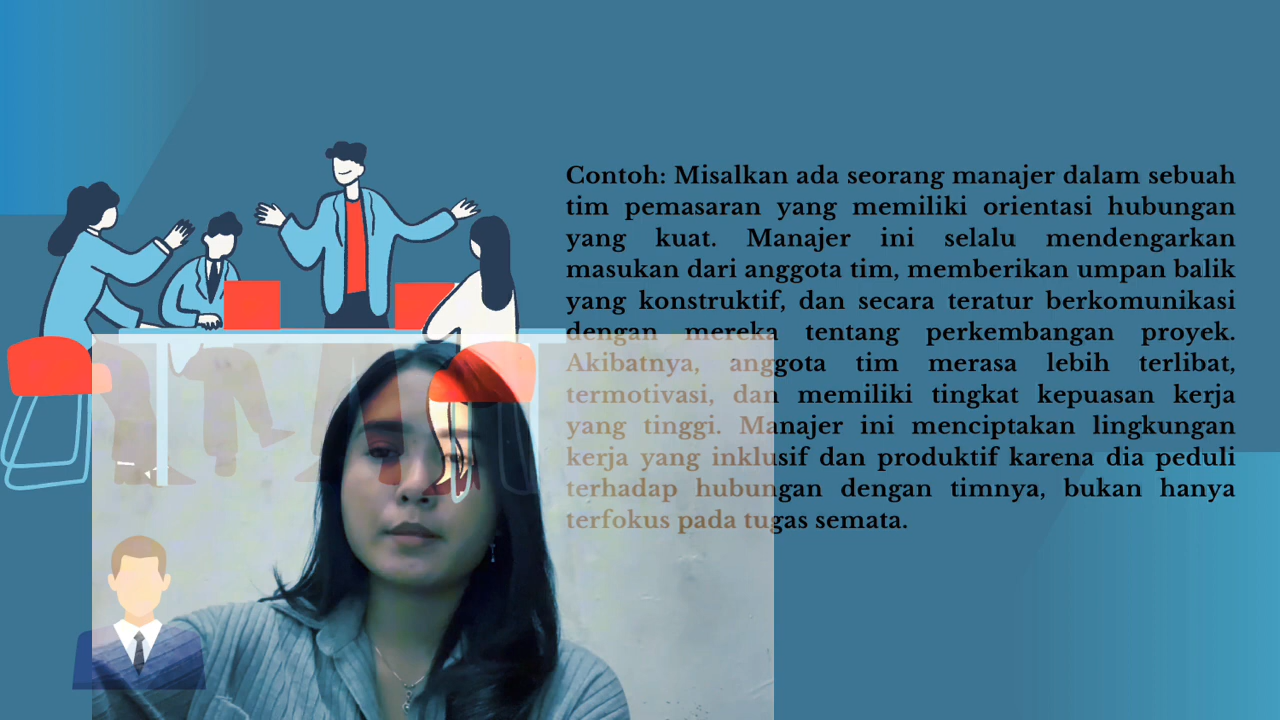 Contoh: Misalkan ada seorang manajer dalam sebuah
tim pemasaran yang memiliki orientasi hubungan
yang kuat. Manajer ini selalu mendengarkan
masukan dari anggota tim, memberikan umpan balik
yang konstruktif, dan secara teratur berkomunikasi
dengan mereka tentang perkembangan proyek.
Akibatnya, anggota tim merasa lebih terlibat,
termotivasi, dan memiliki tingkat kepuasan kerja
yang tinggi. Manajer ini menciptakan lingkungan
kerja yang inklusif dan produktif karena dia peduli
terhadap hubungan dengan timnya, bukan hanya
terfokus pada tugas semata.